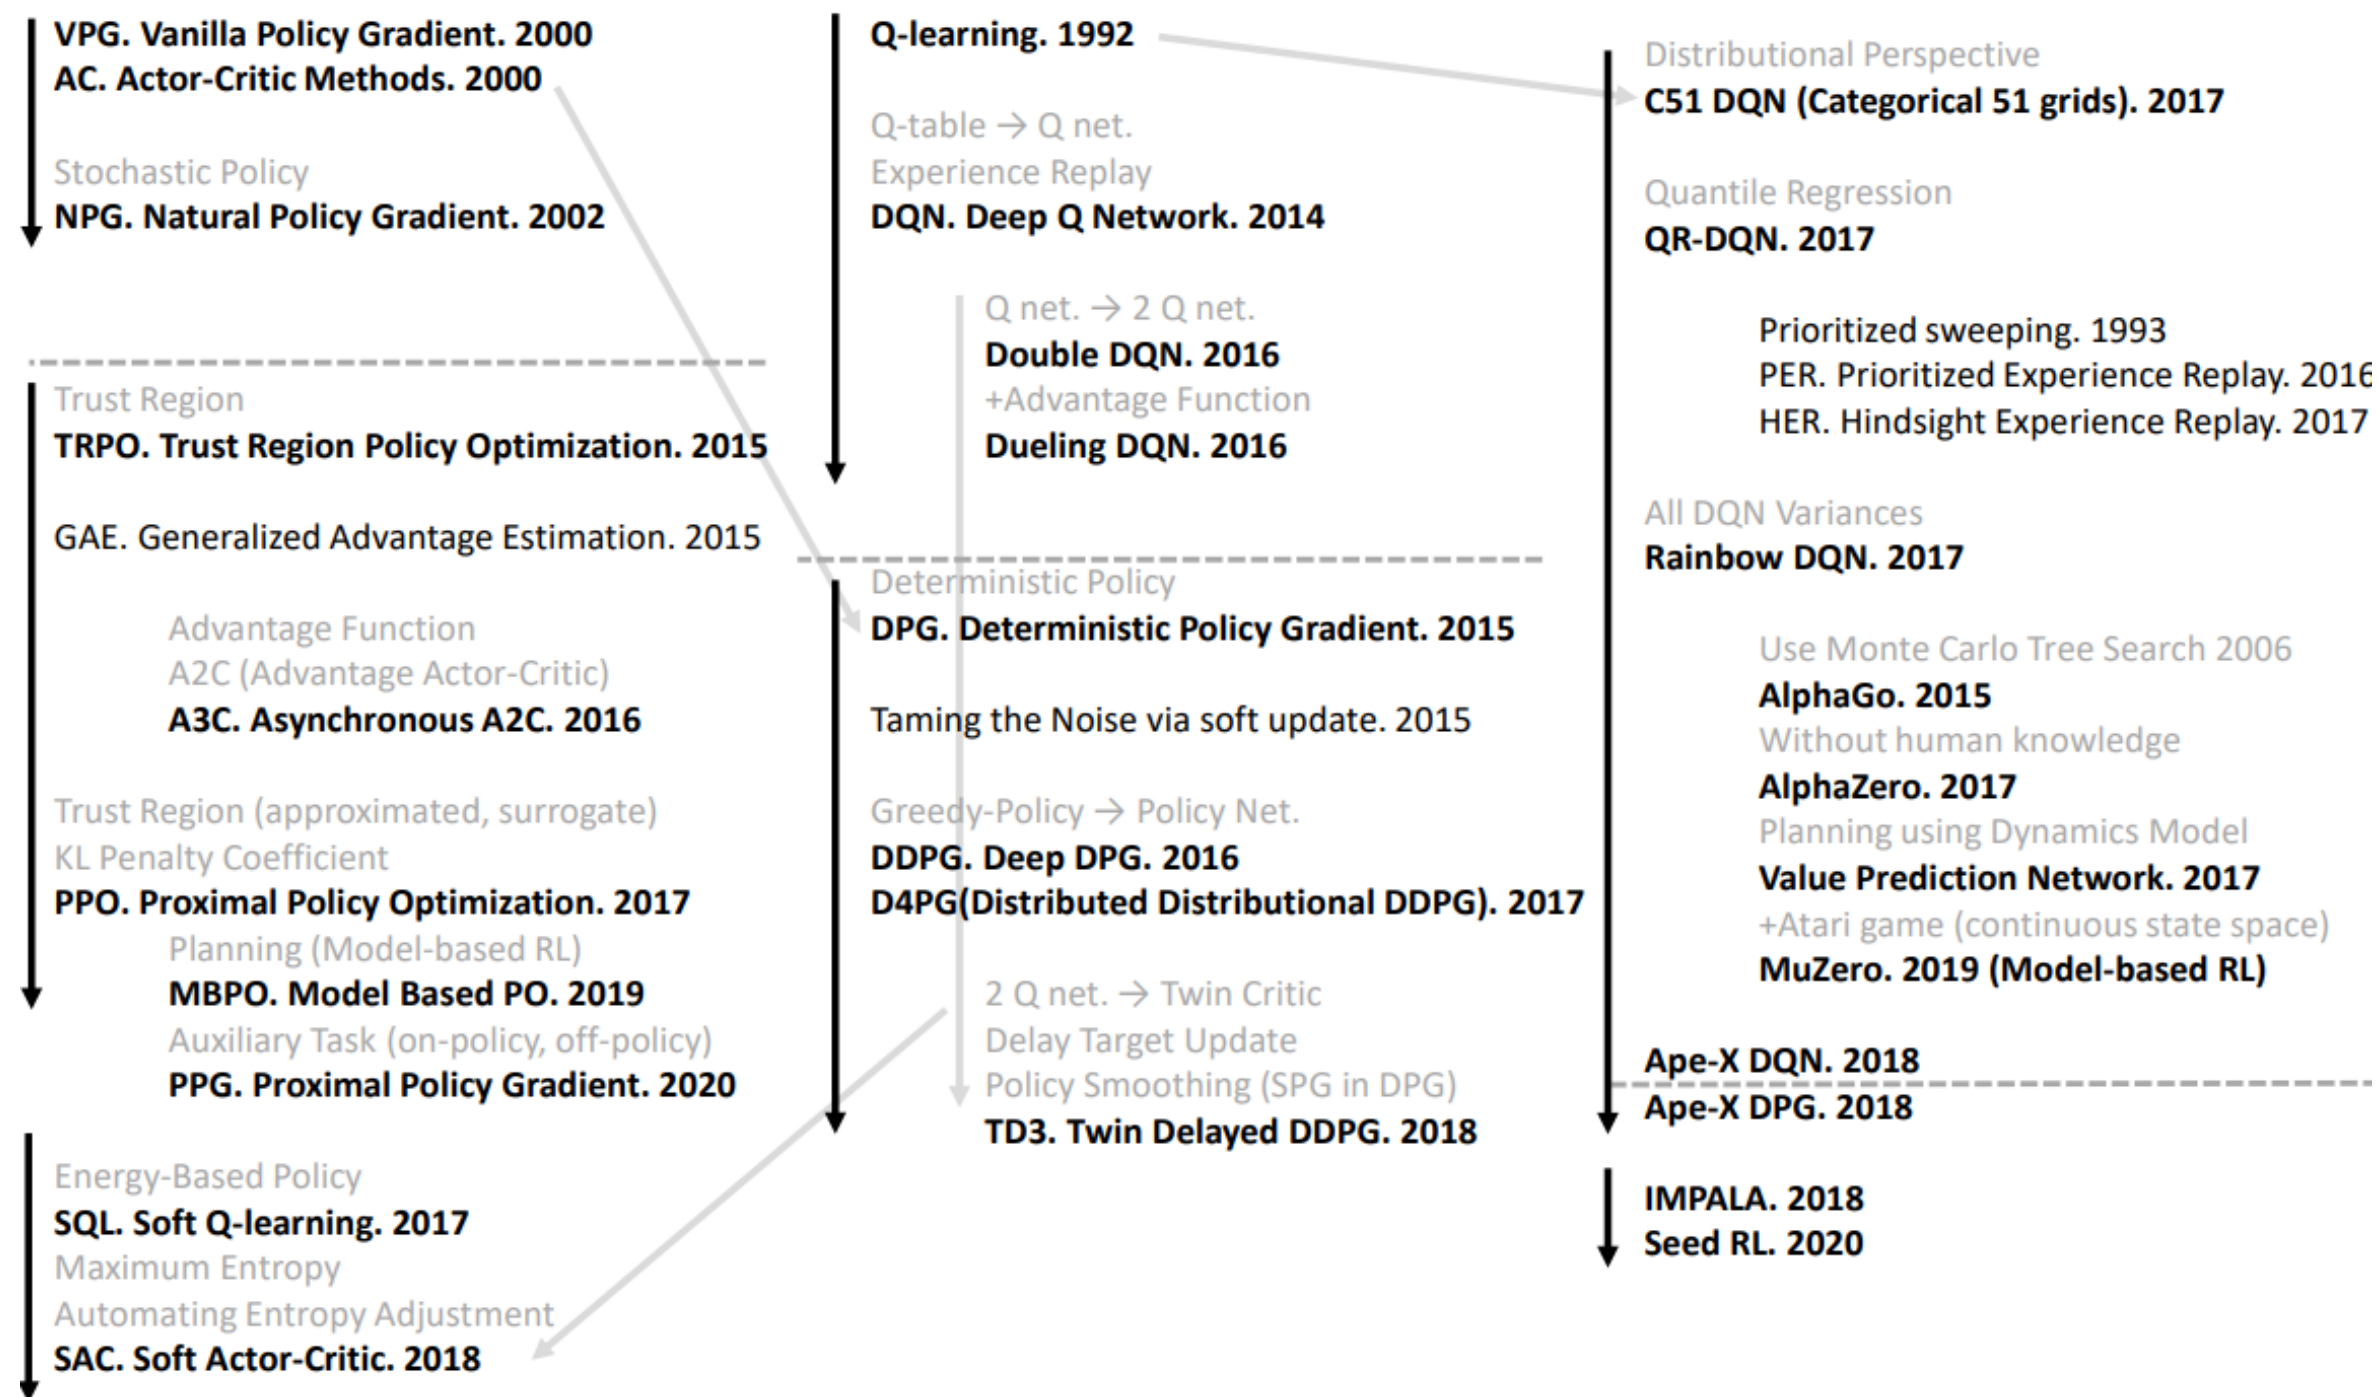 VPG. Vanilla Policy Gradient. 2000
AC. Actor-Critic Methods. 2000
Stochastic Policy
NPG. Natural Policy Gradient. 2002
Trust Region
TRPO. Trust Region Policy Optimization. 2015
GAE. Generalized Advantage Estimation. 2015
Advantage Function
A2C (Advantage Actor-Critic)
A3C. Asynchronous A2C. 2016
Trust Region (approximated, surrogate)
KL Penalty Coefficient
PPO. Proximal Policy Optimization. 2017
Planning (Model-based RL)
MBPO. Model Based PO. 2019
Auxiliary Task (on-policy, off-policy)
PPG. Proximal Policy Gradient. 2020
Energy-Based Policy
SQL. Soft Q-learning. 2017
Maximum Entropy
Automating Entropy Adjustment
SAC. Soft Actor-Critic. 2018
Q-learning. 1992
Q-table → Q net.
Experience Replay
DQN. Deep Q Network. 2014
Q net. → 2 Q net.
Double DQN. 2016
+Advantage Function
Dueling DQN. 2016
Deterministic Policy
DPG. Deterministic Policy Gradient. 2015
Taming the Noise via soft update. 2015
Greedy-Policy → Policy Net.
DDPG. Deep DPG. 2016
D4PG(Distributed Distributional DDPG). 2017
2 Q net. → Twin Critic
Delay Target Update
Policy Smoothing (SPG in DPG)
TD3. Twin Delayed DDPG. 2018
Distributional Perspective
C51 DQN (Categorical 51 grids). 2017
Quantile Regression
QR-DQN. 2017
Prioritized sweeping. 1993
PER. Prioritized Experience Replay. 2016
HER. Hindsight Experience Replay. 2017
All DQN Variances
Rainbow DQN. 2017
Use Monte Carlo Tree Search 2006
AlphaGo. 2015
Without human knowledge
AlphaZero. 2017
Planning using Dynamics Model
Value Prediction Network. 2017
+Atari game (continuous state space)
MuZero. 2019 (Model-based RL)
Ape-X DQN. 2018
Ape-X DPG. 2018
IMPALA. 2018
Seed RL. 2020